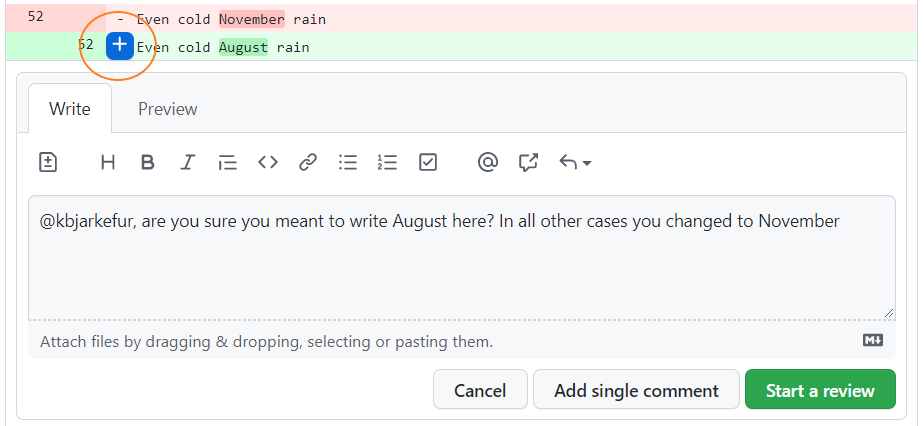 52 - Even cold November rain
52 + Even cold August rain
Write Preview
H B I
@kbjarkefur, are you sure you meant to write August here? In all other cases you changed to November
Attach files by dragging & dropping, selecting or pasting them.
Cancel Add single comment Start a review